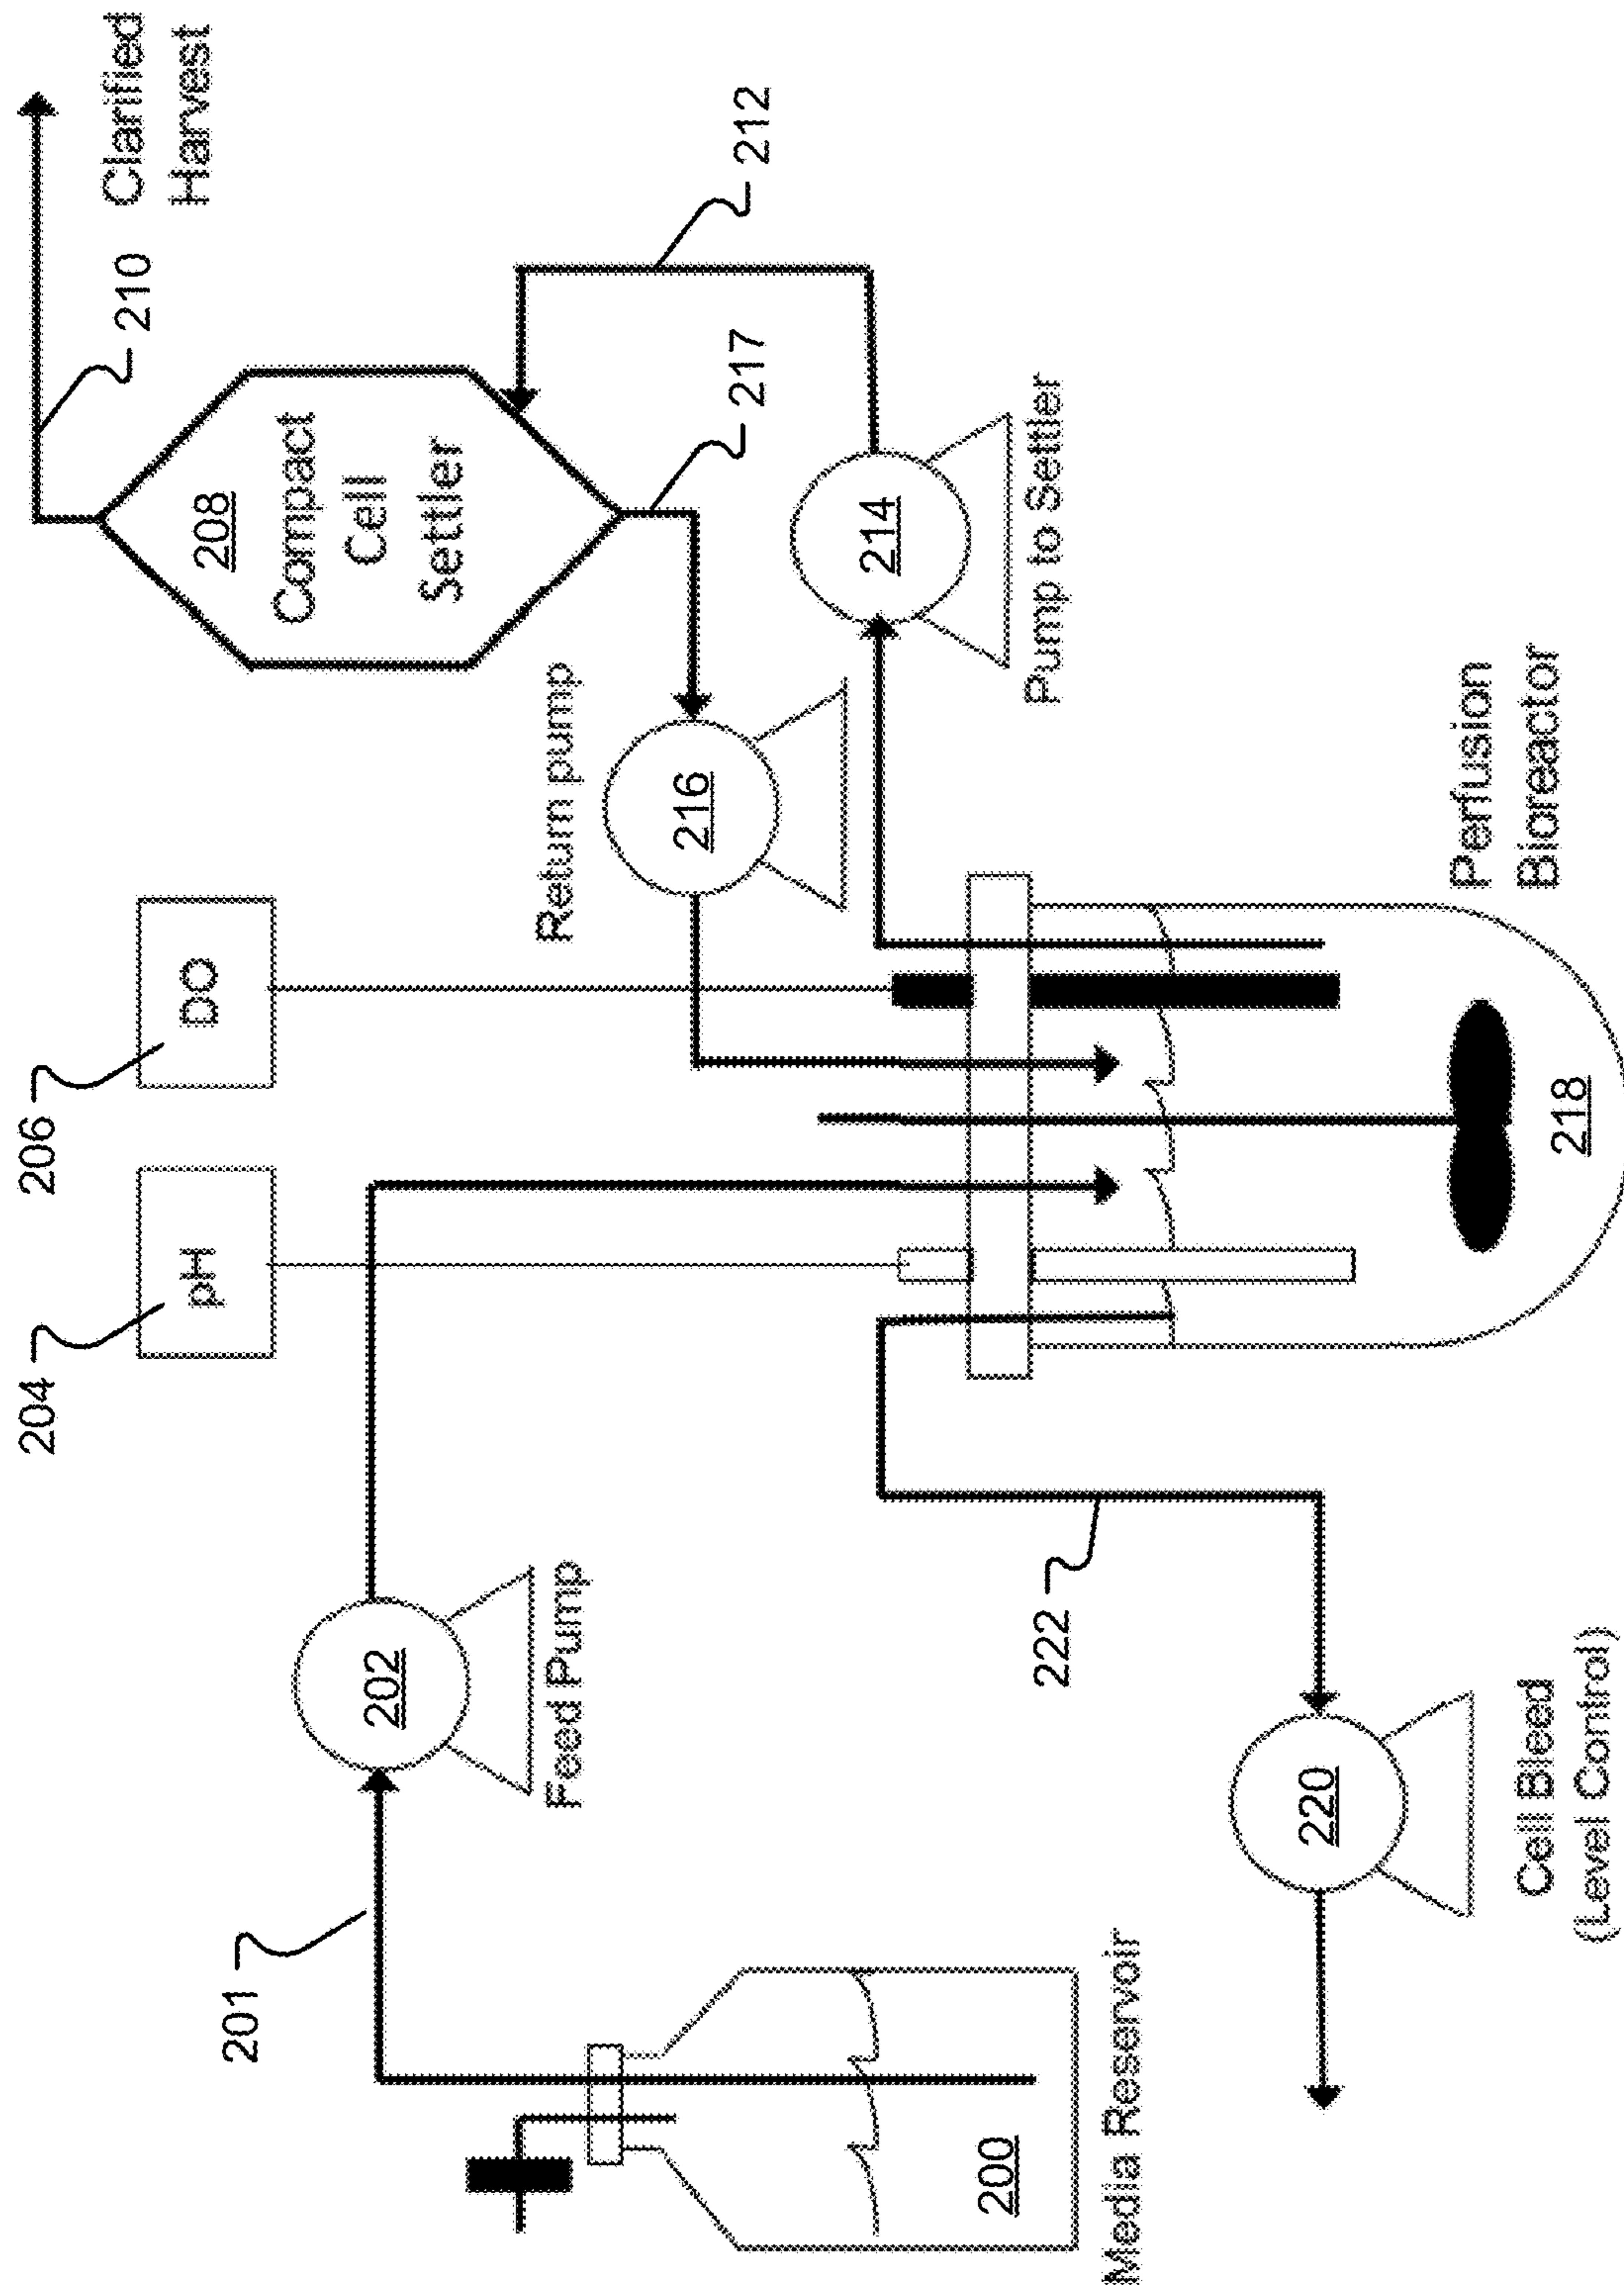 206
204
DO
pH
210
Clarified
Harvest
208
Compact
Cell
Settler
212
217
201
202
Feed Pump
Return pump
216
214
Pump to Settler
222
200
Media Reservoir
220
Cell Bleed
(Level Control)
218
Perfusion
Bioreactor